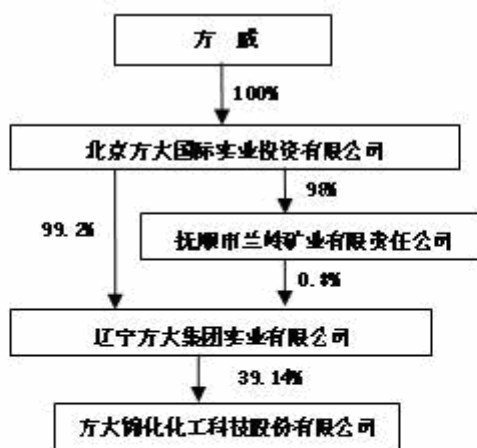 方 威
100%
北京方大国际实业投资有限公司
98%
99.2%
抚顺市兰岭矿业有限责任公司
0.8%
辽宁方大集团实业有限公司
39.14%
方大锦化化工科技股份有限公司